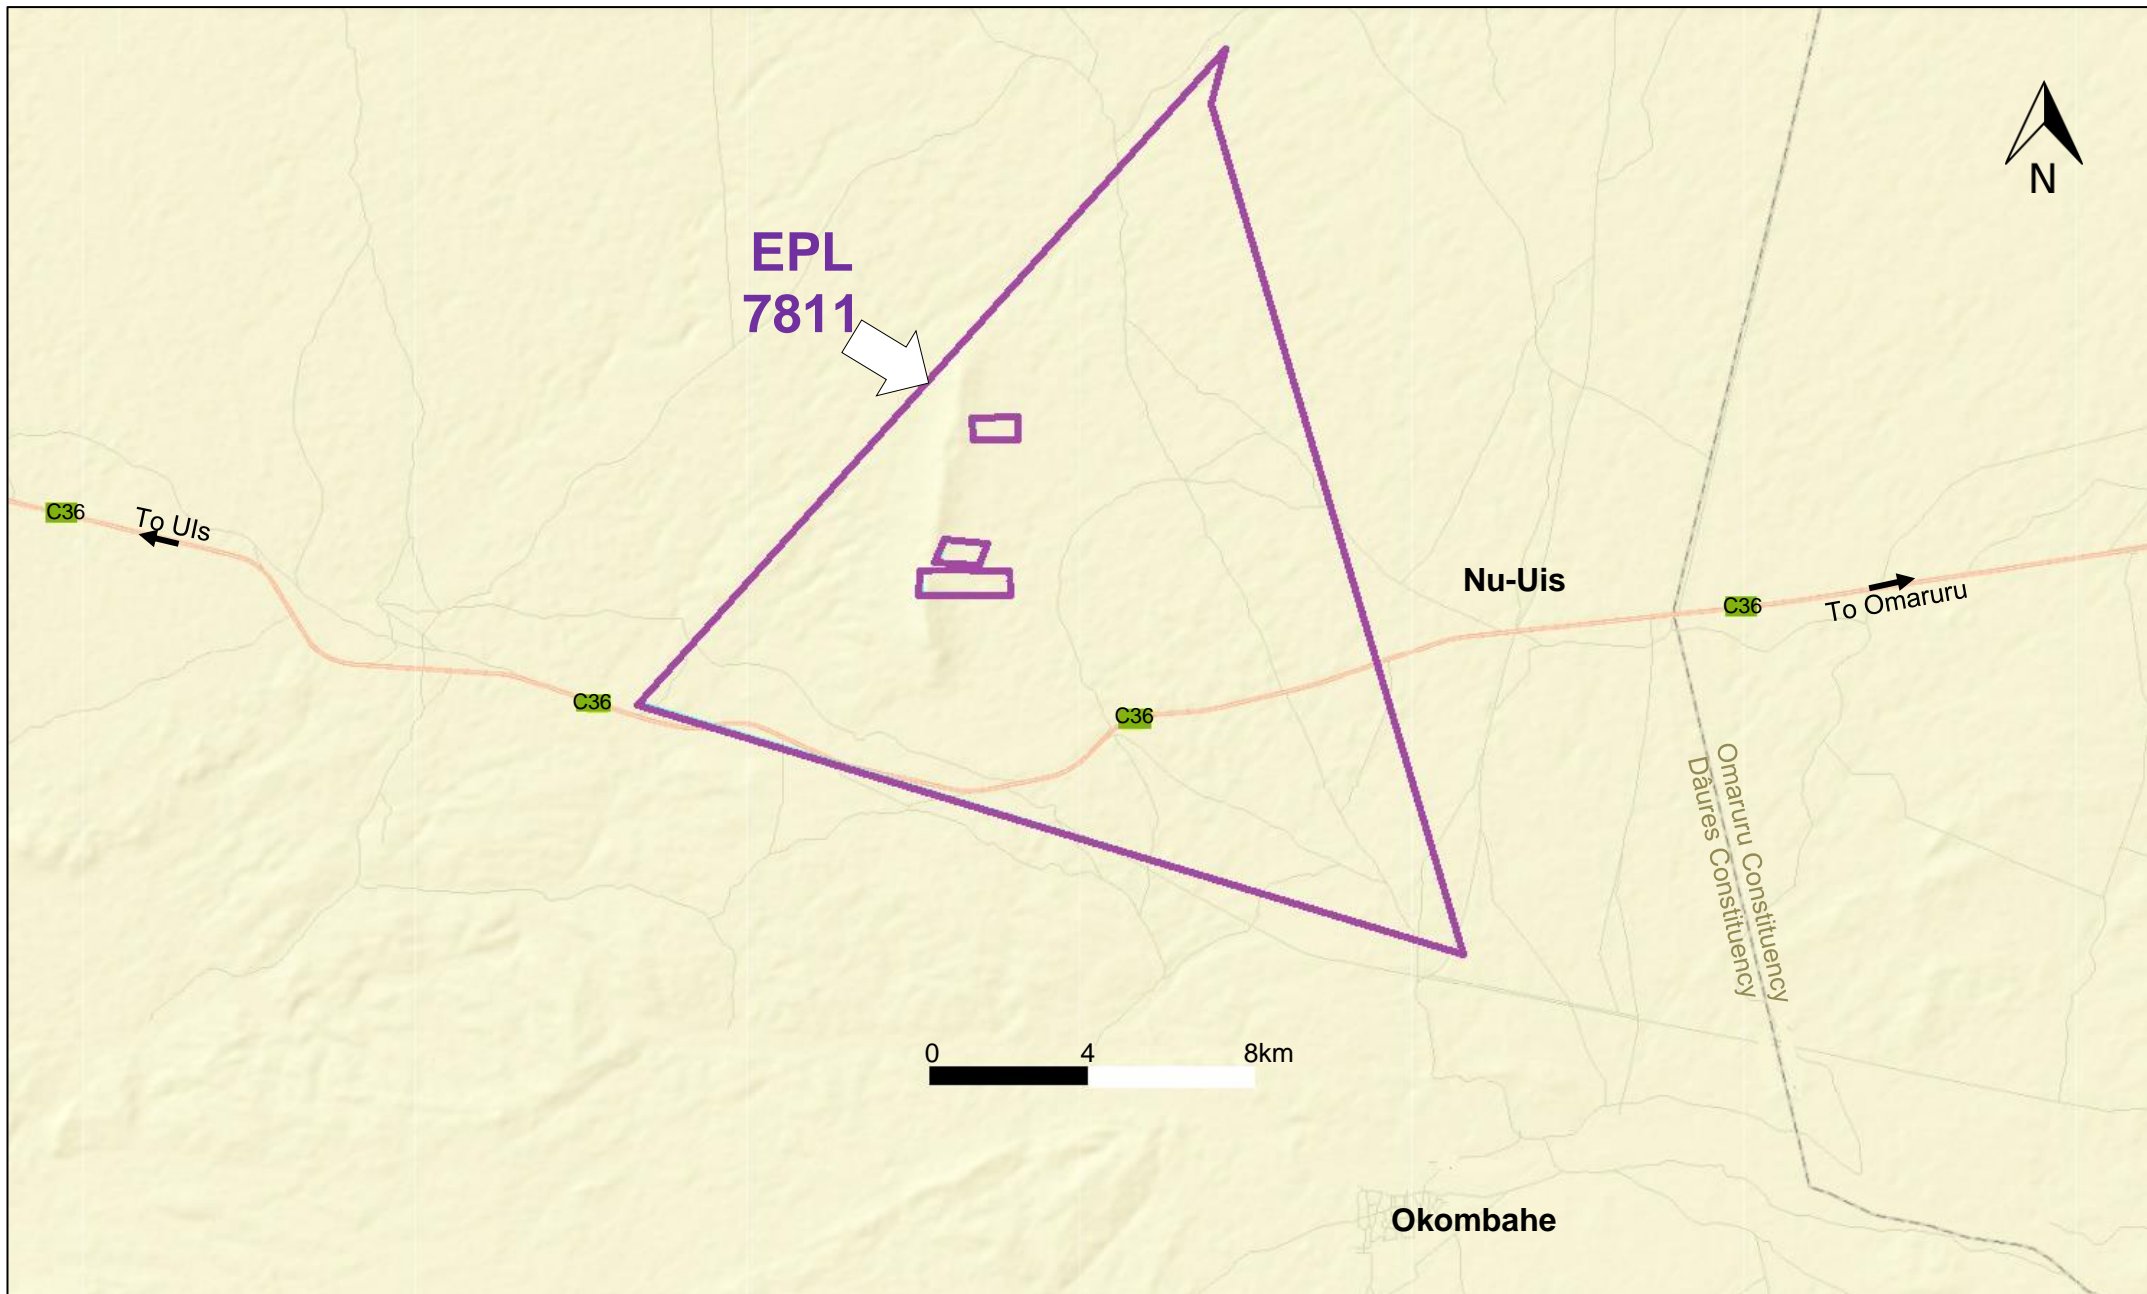 N
EPL
7811
C36
To UIs
Nu-Uis
C36
To Omaruru
C36
C36
Omaruru Constituency
Dâures Constituency
0 4 8km
Okombahe